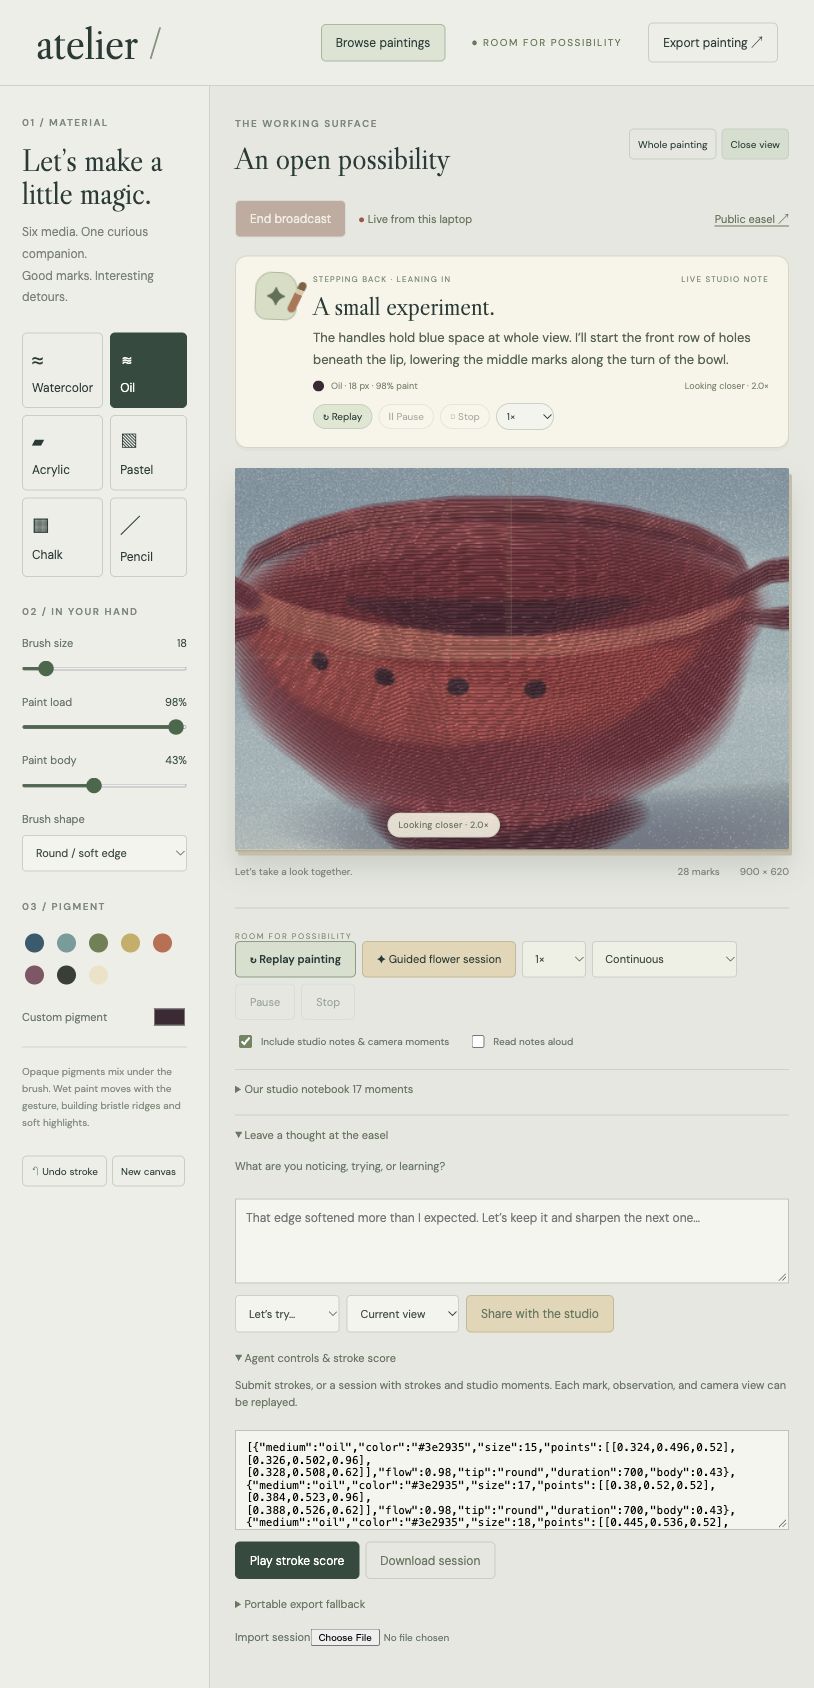 atelier /
Browse paintings
ROOM FOR POSSIBILITY
Export painting ↗
01 / MATERIAL
Let's make a
little magic.
Six media. One curious
companion.
Good marks. Interesting
detours.
Watercolor
Oil
Acrylic
Pastel
Chalk
Pencil
02 / IN YOUR HAND
Brush size 18
Paint load 98%
Paint body 43%
Brush shape
Round / soft edge
03 / PIGMENT
Custom pigment
Opaque pigments mix under the
brush. Wet paint moves with the
gesture, building bristle ridges and
soft highlights.
Undo stroke
New canvas
THE WORKING SURFACE
An open possibility
Whole painting
Close view
End broadcast
Live from this laptop
Public easel ↗
STEPPING BACK · LEANING IN
LIVE STUDIO NOTE
A small experiment.
The handles hold blue space at whole view. I'll start the front row of holes
beneath the lip, lowering the middle marks along the turn of the bowl.
Oil · 18 px · 98% paint
Looking closer · 2.0×
↻ Replay
II Pause
□ Stop
1×
Looking closer · 2.0×
Let's take a look together.
28 marks
900 × 620
ROOM FOR POSSIBILITY
↻ Replay painting
✦ Guided flower session
1×
Continuous
Pause
Stop
Include studio notes & camera moments
Read notes aloud
Our studio notebook 17 moments
Leave a thought at the easel
What are you noticing, trying, or learning?
That edge softened more than I expected. Let's keep it and sharpen the next one…
Let's try…
Current view
Share with the studio
Agent controls & stroke score
Submit strokes, or a session with strokes and studio moments. Each mark, observation, and camera view can
be replayed.
[{"medium":"oil","color":"#3e2935","size":15,"points":[[0.324,0.496,0.52],
[0.326,0.502,0.96],
[0.328,0.508,0.62]],"flow":0.98,"tip":"round","duration":700,"body":0.43},
{"medium":"oil","color":"#3e2935","size":17,"points":[[0.38,0.52,0.52],
[0.384,0.523,0.96],
[0.388,0.526,0.62]],"flow":0.98,"tip":"round","duration":700,"body":0.43},
{"medium":"oil","color":"#3e2935","size":18,"points":[[0.445,0.536,0.52],
Play stroke score
Download session
Portable export fallback
Import session Choose File No file chosen